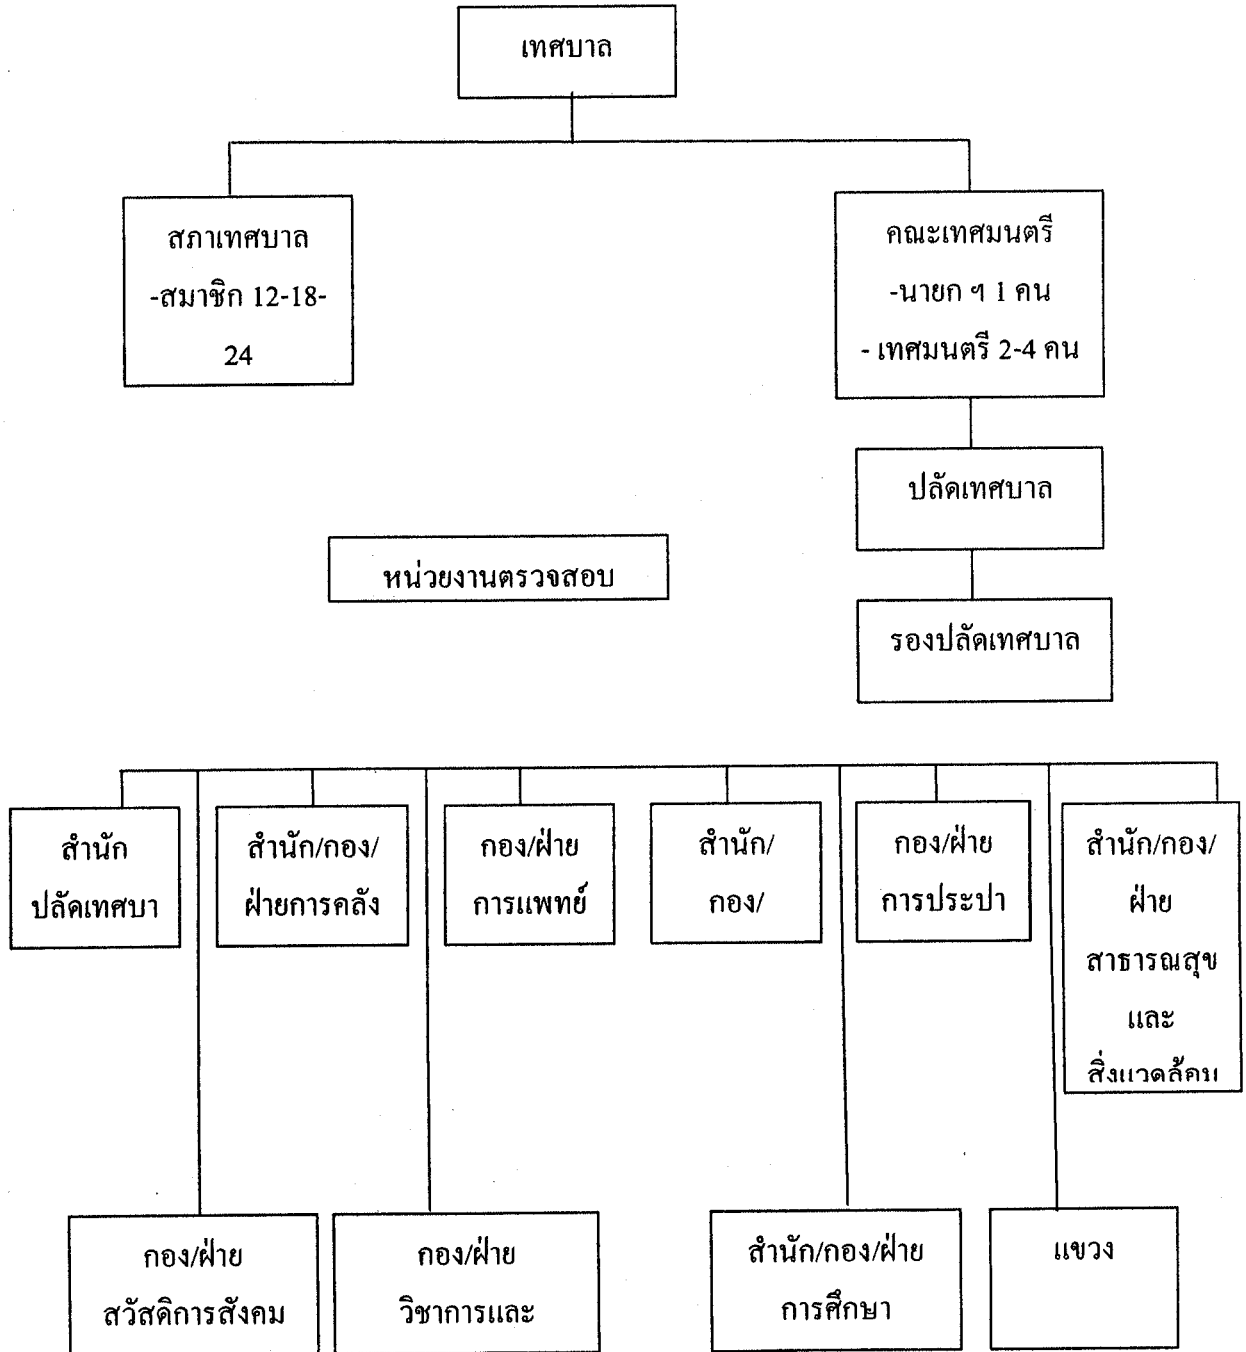 เทศบาล
สภาเทศบาล
-สมาชิก 12-18-
24
คณะเทศมนตรี
-นายก ฯ 1 คน
- เทศมนตรี 2-4 คน
ปลัดเทศบาล
หน่วยงานตรวจสอบ
รองปลัดเทศบาล
สำนัก
ปลัดเทศบา
สำนัก/กอง/
ฝ่ายการคลัง
กอง/ฝ่าย
การแพทย์
สำนัก/
กอง/
กอง/ฝ่าย
การประปา
สำนัก/กอง/
ฝ่าย
สาธารณสุข
และ
สิ่งแวดล้อม
กอง/ฝ่าย
สวัสดิการสังคม
กอง/ฝ่าย
วิชาการและ
สำนัก/กอง/ฝ่าย
การศึกษา
แขวง